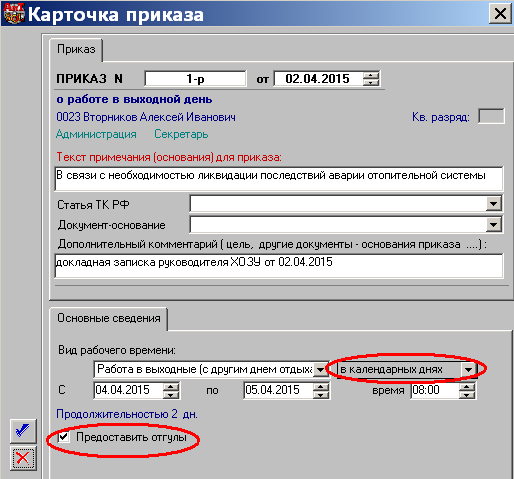 Карточка приказа
Приказ
ПРИКАЗ N 1-р от 02.04.2015
о работе в выходной день
0023 Вторников Алексей Иванович Кв. разряд:
Администрация Секретарь
Текст примечания (основания) для приказа:
В связи с необходимостью ликвидации последствий аварии отопительной системы
Статья ТК РФ
Документ-основание
Дополнительный комментарий ( цель, другие документы - основания приказа ....) :
докладная записка руководителя ХОЗУ от 02.04.2015
Основные сведения
Вид рабочего времени:
Работа в выходные (с другим днем отдыха в календарных днях
С 04.04.2015 по 05.04.2015 время 08:00
Продолжительностью 2 дн.
Предоставить отгулы